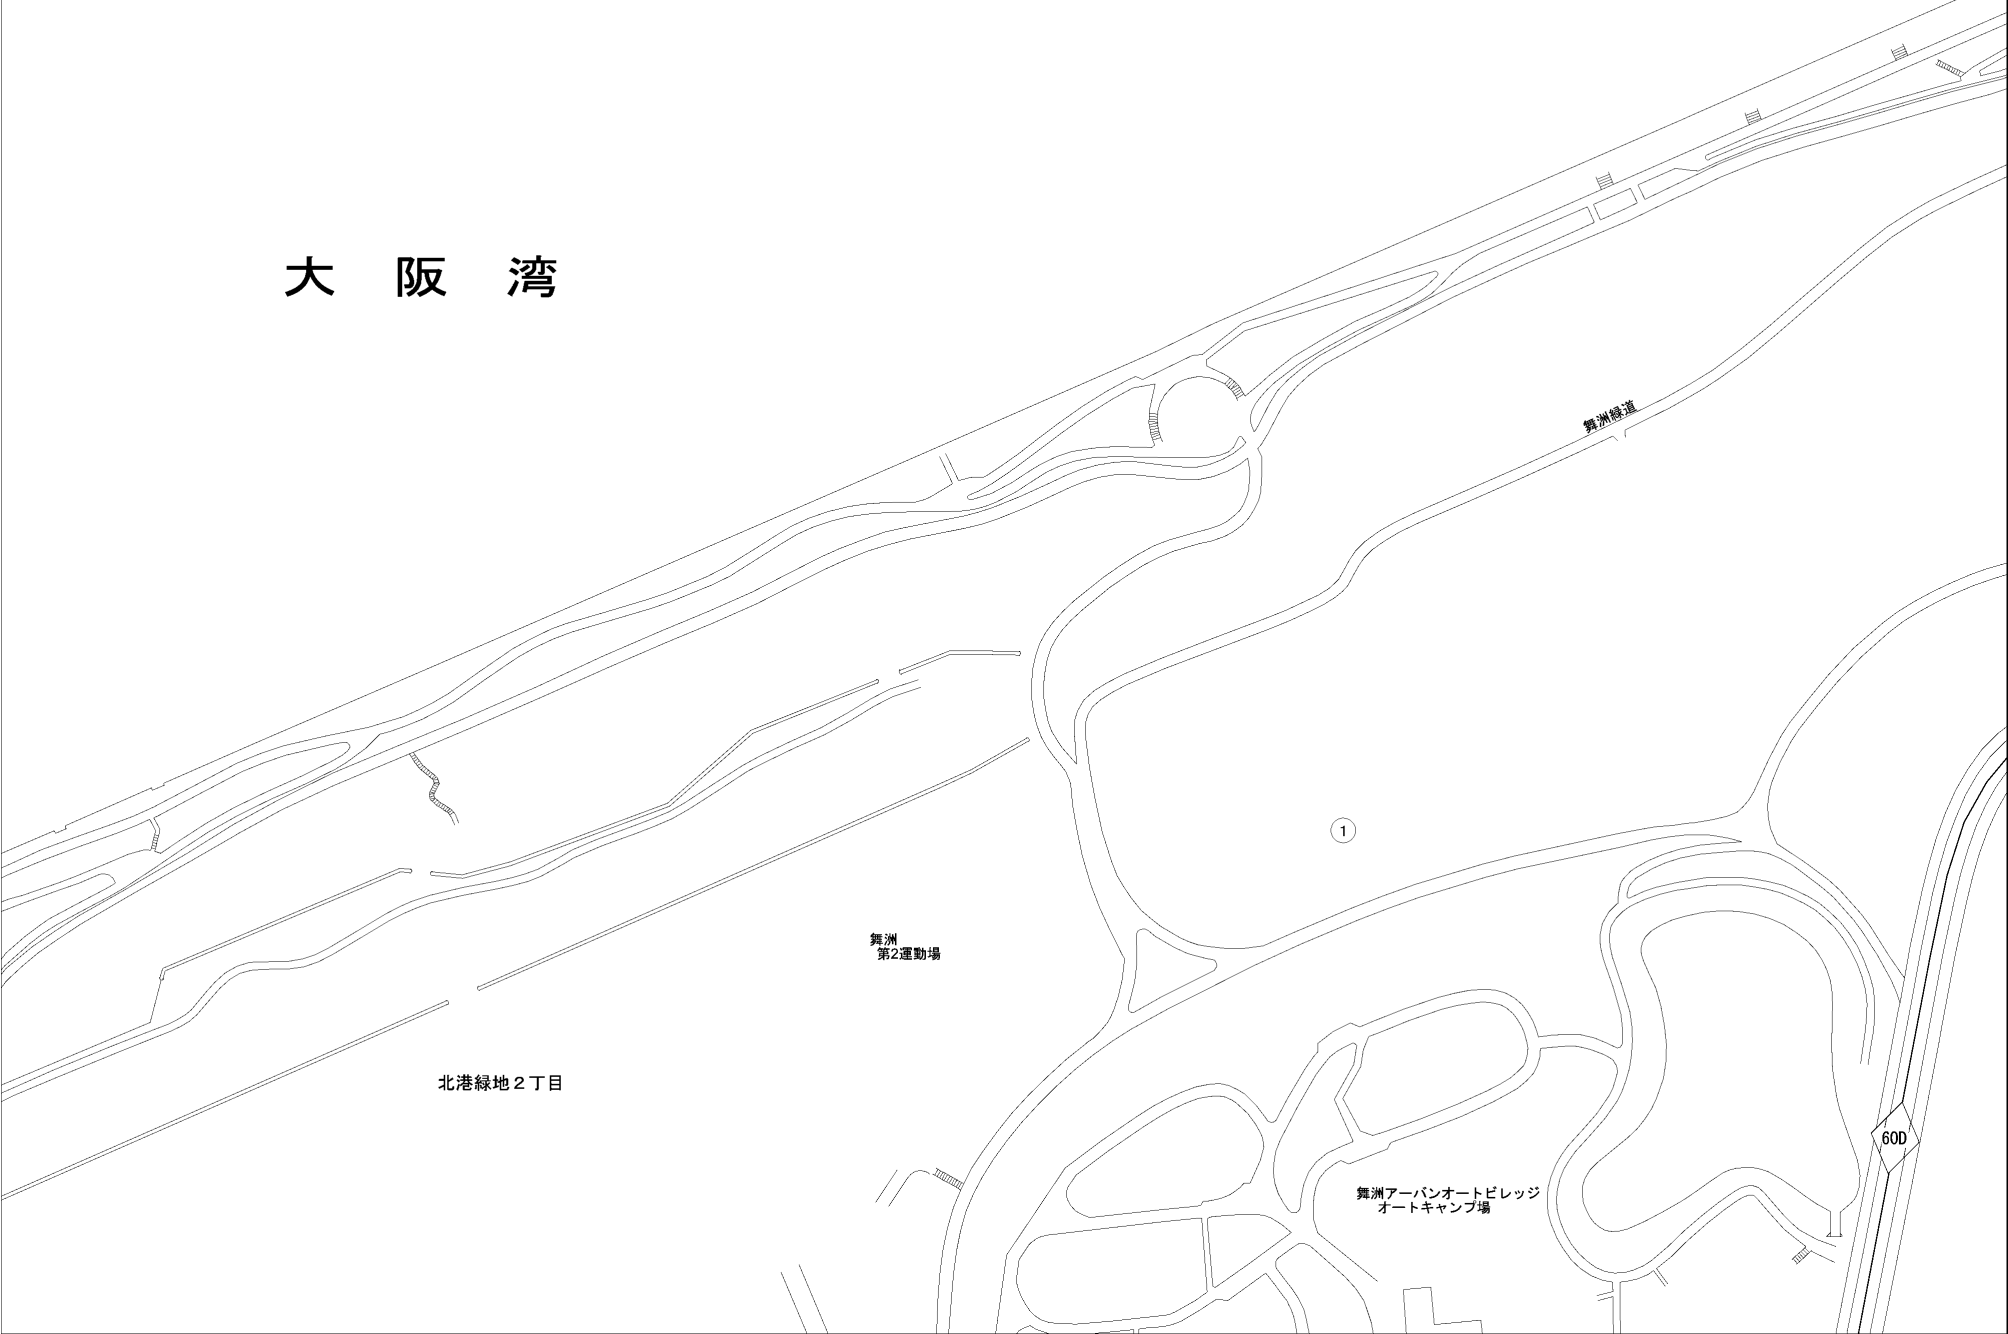 大阪湾
舞洲緑道
1
舞洲
第2運動場
北港緑地2丁目
60D
舞洲アーバンオートビレッジ
オートキャンプ場